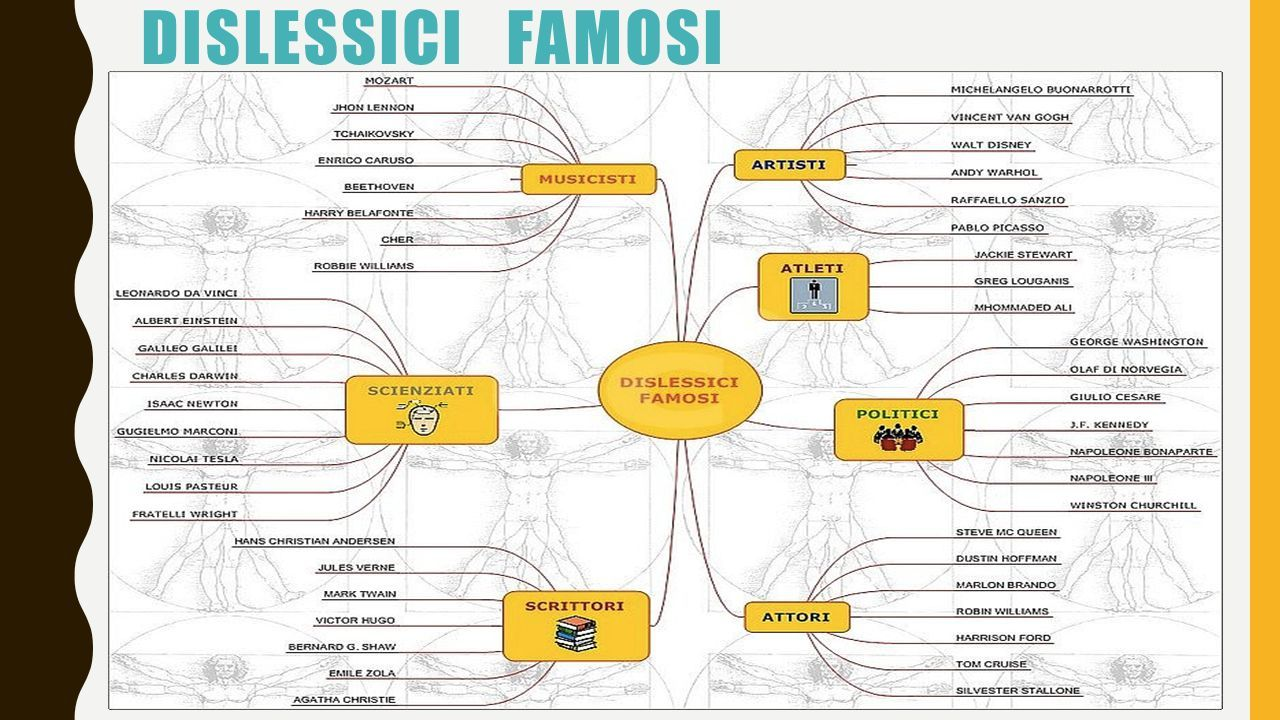 DISLESSICI FAMOSI
MOZART
JHON LENNON
TCHAIKOVSKY
ENRICO CARUSO
BEETHOVEN
HARRY BELAFONTE
CHER
ROBBIE WILLIAMS
MUSICISTI
LEONARDO DA VINCI
ALBERT EINSTEIN
GALILEO GALILEI
CHARLES DARWIN
ISAAC NEWTON
GUGIELMO MARCONI
NICOLAI TESLA
LOUIS PASTEUR
FRATELLI WRIGHT
SCIENZIATI
HANS CHRISTIAN ANDERSEN
JULES VERNE
MARK TWAIN
VICTOR HUGO
BERNARD G. SHAW
EMILE ZOLA
AGATHA CHRISTIE
SCRITTORI
DISLESSICI
FAMOSI
ARTISTI
MICHELANGELO BUONARROTTI
VINCENT VAN GOGH
WALT DISNEY
ANDY WARHOL
RAFFAELLO SANZIO
PABLO PICASSO
ATLETI
JACKIE STEWART
GREG LOUGANIS
MHOMMADED ALI
POLITICI
GEORGE WASHINGTON
OLAF DI NORVEGIA
GIULIO CESARE
J.F. KENNEDY
NAPOLEONE BONAPARTE
NAPOLEONE III
WINSTON CHURCHILL
ATTORI
STEVE MC QUEEN
DUSTIN HOFFMAN
MARLON BRANDO
ROBIN WILLIAMS
HARRISON FORD
TOM CRUISE
SILVESTER STALLONE